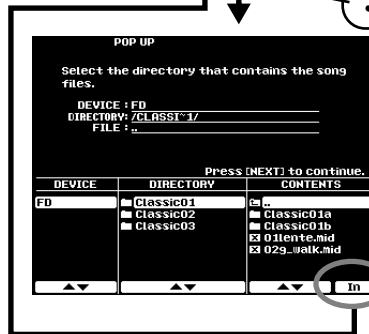 POP UP
Select the directory that contains the song
files.
DEVICE : FD
DIRECTORY: /CLASSI~1/
FILE : ..
Press [NEXT] to continue.
DEVICE DIRECTORY CONTENTS
FD Classic01 ..
Classic02 Classic01a
Classic03 Classic01b
01lente.mid
02g_walk.mid
▲▼ ▲▼ ▲▼ In